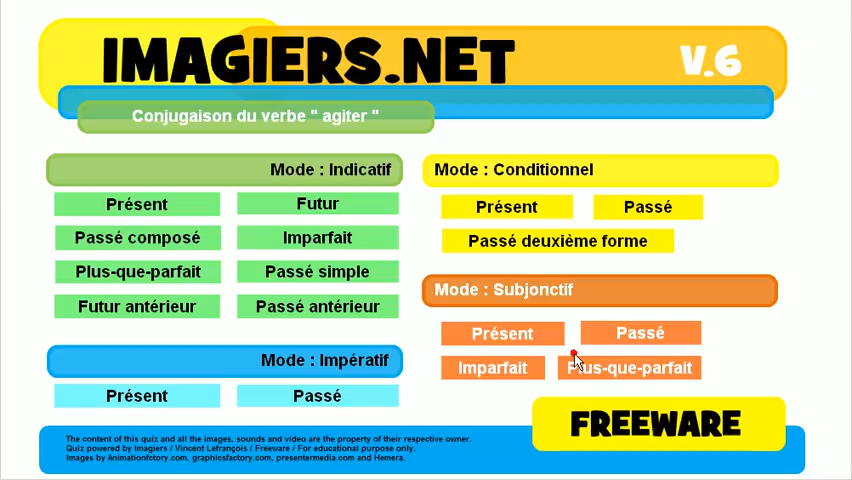 IMAGIERS.NET
V.6
Conjugaison du verbe " agiter "
Mode : Indicatif
Présent
Futur
Passé composé
Imparfait
Plus-que-parfait
Passé simple
Futur antérieur
Passé antérieur
Mode : Impératif
Présent
Passé
Mode : Conditionnel
Présent
Passé
Passé deuxième forme
Mode : Subjonctif
Présent
Passé
Imparfait
Plus-que-parfait
FREEWARE
The content of this quiz and all the images, sounds and video are the property of their respective owner.
Quiz powered by Imagiers / Vincent Lefrançois / Freeware / For educational purpose only.
Images by Animationfctory.com, graphicsfactory.com, presentermedia.com and Hemera.